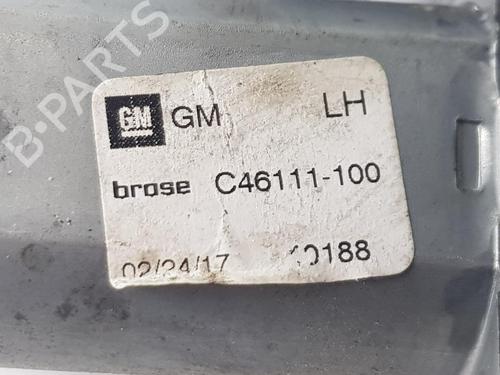 B-PARTS
GM GM LH
brose C46111-100
02/24/17 0188